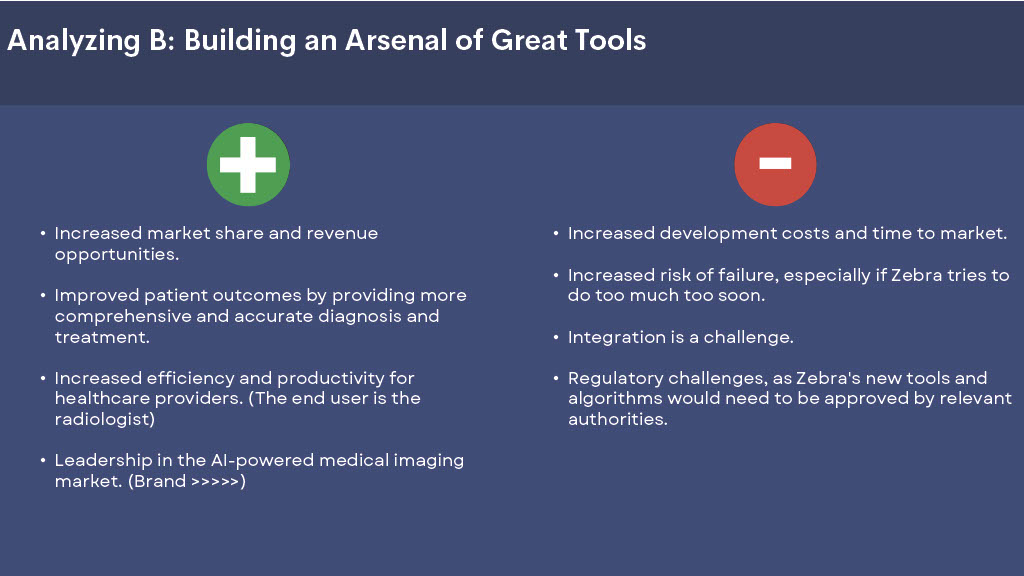 Analyzing B: Building an Arsenal of Great Tools
• Increased market share and revenue
opportunities.
• Improved patient outcomes by providing more
comprehensive and accurate diagnosis and
treatment.
• Increased efficiency and productivity for
healthcare providers. (The end user is the
radiologist)
• Leadership in the AI-powered medical imaging
market. (Brand >>>>>)
• Increased development costs and time to market.
• Increased risk of failure, especially if Zebra tries to
do too much too soon.
• Integration is a challenge.
• Regulatory challenges, as Zebra's new tools and
algorithms would need to be approved by relevant
authorities.